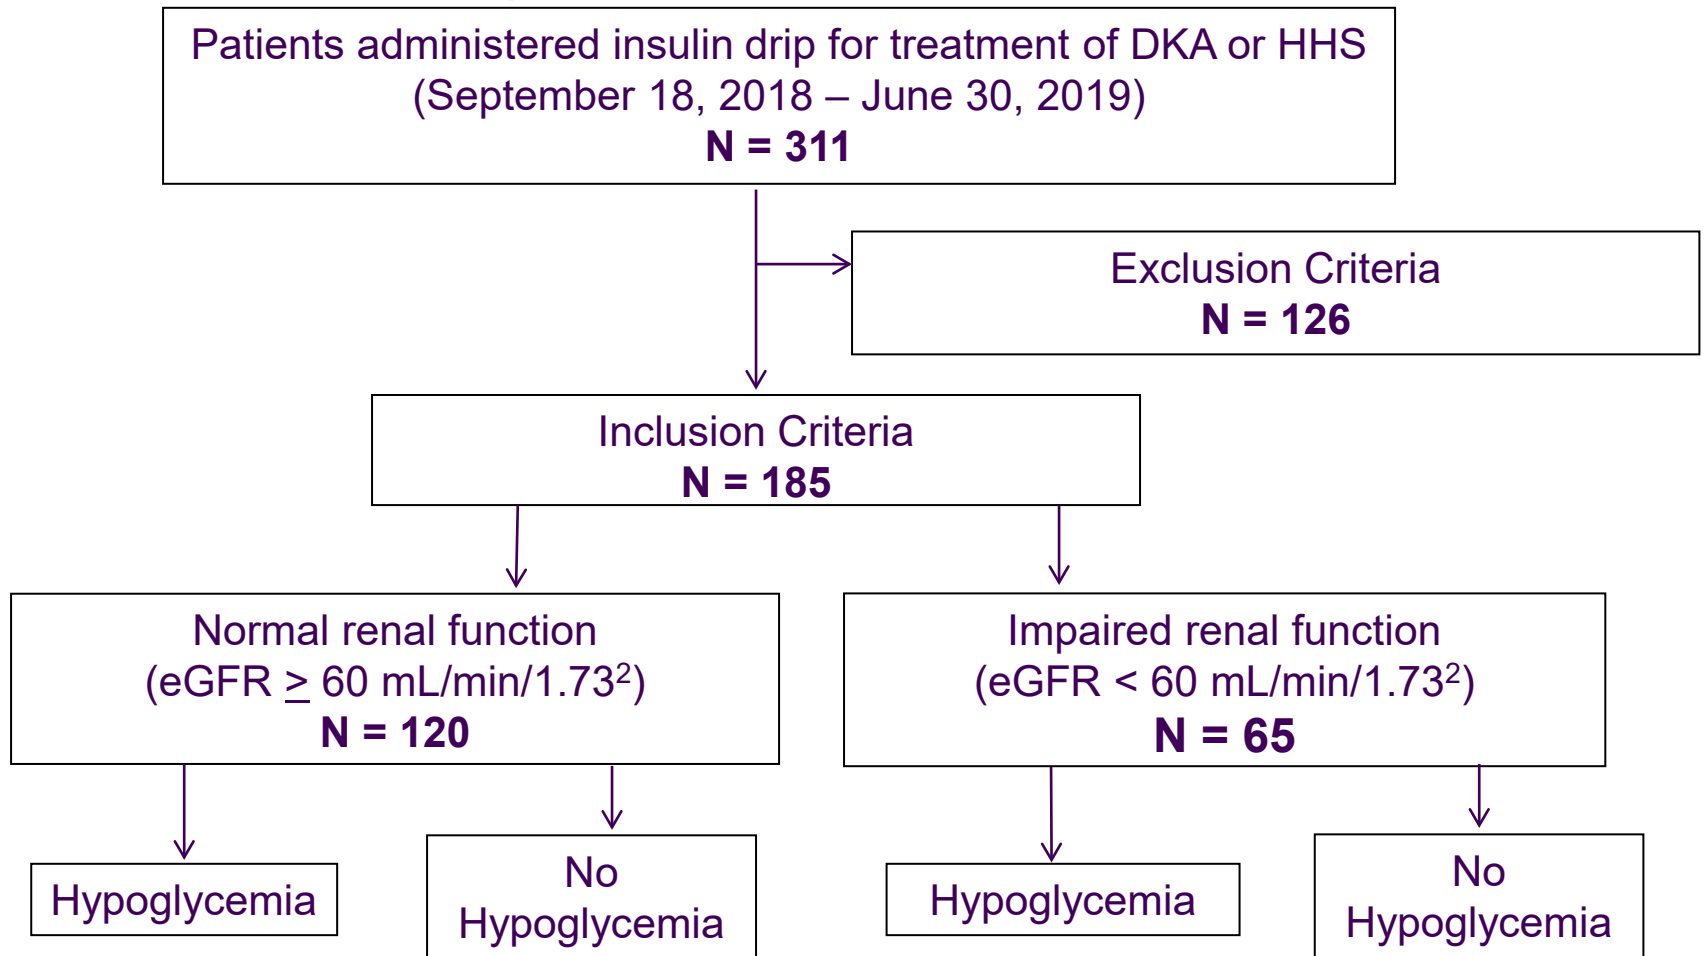 Patients administered insulin drip for treatment of DKA or HHS
(September 18, 2018 – June 30, 2019)
N = 311
Exclusion Criteria
N = 126
Inclusion Criteria
N = 185
Normal renal function
(eGFR ≥ 60 mL/min/1.73²)
N = 120
Impaired renal function
(eGFR < 60 mL/min/1.73²)
N = 65
Hypoglycemia
No
Hypoglycemia
Hypoglycemia
No
Hypoglycemia